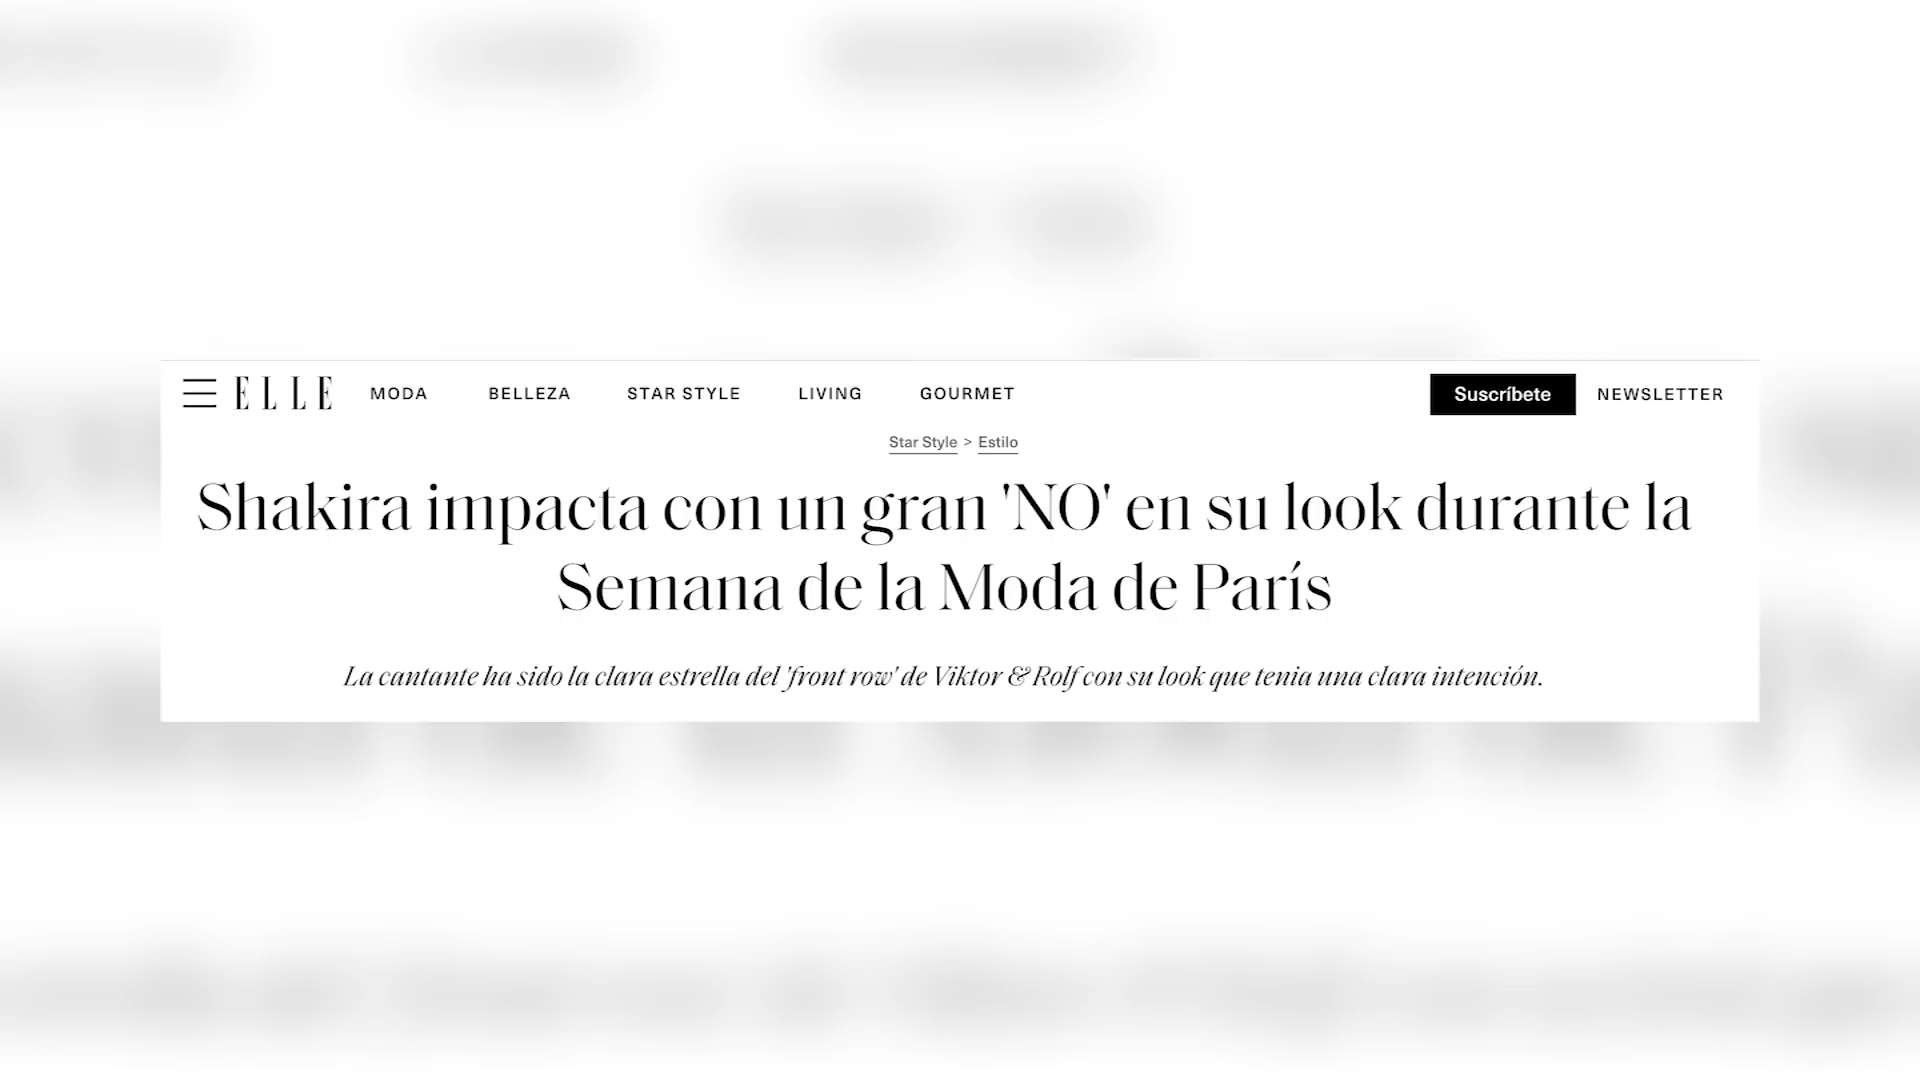 ELLE MODA BELLEZA STAR STYLE LIVING GOURMET Suscríbete NEWSLETTER
Star Style > Estilo
Shakira impacta con un gran 'NO' en su look durante la
Semana de la Moda de París
La cantante ha sido la clara estrella del 'front row' de Viktor & Rolf con su look que tenia una clara intención.